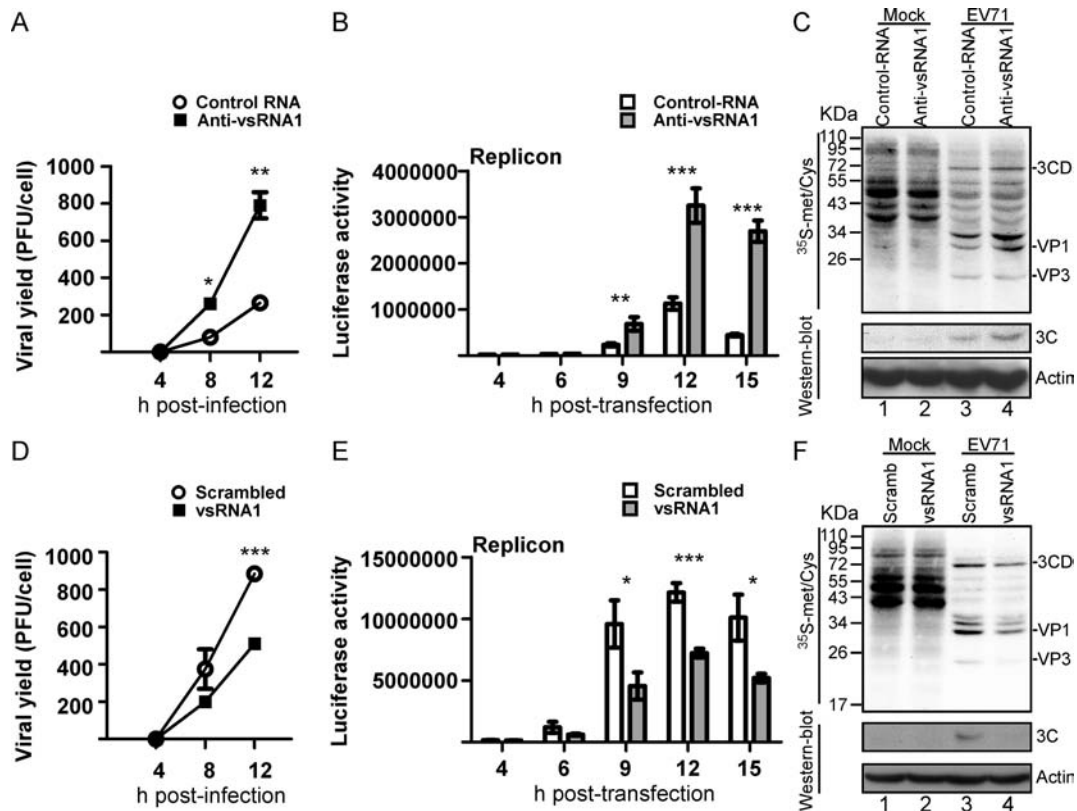 A
Control RNA
Anti-vsRNA1
Viral yield (PFU/cell)
1000
800
600
400
200
*
**
4 8 12
h post-infection
B
Control-RNA
Anti-vsRNA1
Replicon
Luciferase activity
4000000
3000000
2000000
1000000
**
***
***
4 6 9 12 15
h post-transfection
C
Mock EV71
Control-RNA
Anti-vsRNA1
Control-RNA
Anti-vsRNA1
KDa
110
95
72
55
43
34
26
35S-met/Cys
3CD
VP1
VP3
Western-blot
3C
Actin
1 2 3 4
D
Scrambled
vsRNA1
Viral yield (PFU/cell)
1000
800
600
400
200
***
4 8 12
h post-infection
E
Scrambled
vsRNA1
Replicon
Luciferase activity
15000000
10000000
5000000
*
***
*
4 6 9 12 15
h post-transfection
F
Mock EV71
Scramb
vsRNA1
Scramb
vsRNA1
KDa
110
95
72
55
43
34
26
17
35S-met/Cys
3CD
VP1
VP3
Western-blot
3C
Actin
1 2 3 4